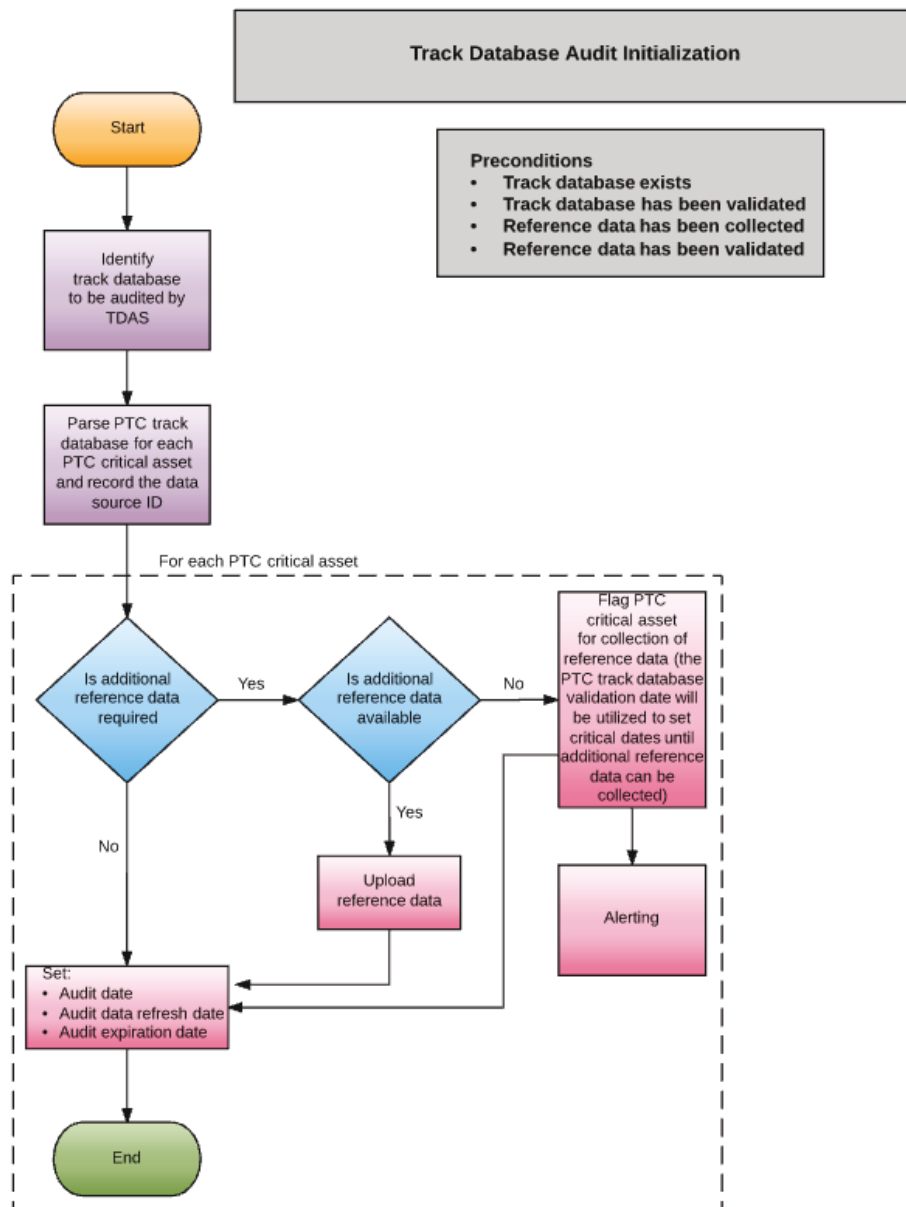 Track Database Audit Initialization
Start
Preconditions
• Track database exists
• Track database has been validated
• Reference data has been collected
• Reference data has been validated
Identify
track database
to be audited by
TDAS
Parse PTC track
database for each
PTC critical asset
and record the data
source ID
For each PTC critical asset
Is additional
reference data
required
Yes
Is additional
reference data
available
No
Flag PTC
critical asset
for collection of
reference data (the
PTC track database
validation date will
be utilized to set
critical dates until
additional reference
data can be
collected)
No
Yes
Upload
reference data
Alerting
Set:
• Audit date
• Audit data refresh date
• Audit expiration date
End